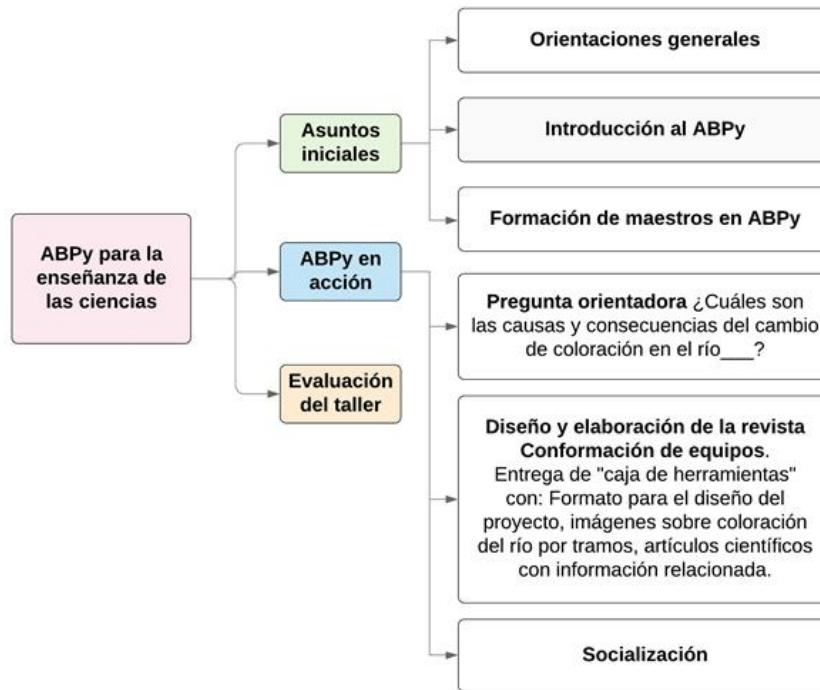 ABPy para la
enseñanza de
las ciencias
Asuntos
iniciales
Orientaciones generales
Introducción al ABPy
Formación de maestros en ABPy
ABPy en
acción
Pregunta orientadora ¿Cuáles son
las causas y consecuencias del cambio
de coloración en el río___?
Diseño y elaboración de la revista
Conformación de equipos.
Entrega de "caja de herramientas"
con: Formato para el diseño del
proyecto, imágenes sobre coloración
del río por tramos, artículos científicos
con información relacionada.
Socialización
Evaluación
del taller